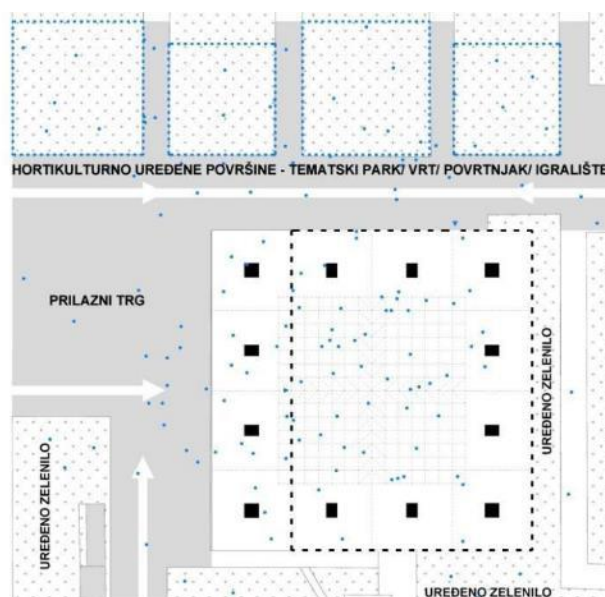 HORTIKULTURNO UREĐENE POVRŠINE - TEMATSKI PARK/ VRT/ POVRTNJAK/ IGRALIŠTE
PRILAZNI TRG
UREĐENO ZELENILO
UREĐENO ZELENILO
UREĐENO ZELENILO